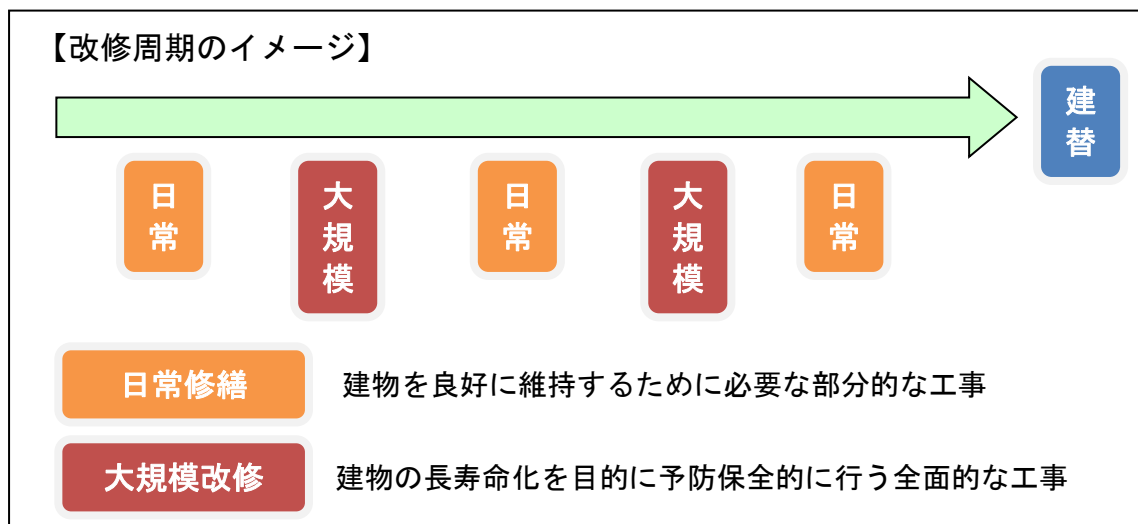 【改修周期のイメージ】
建替
日常
大規模
日常
大規模
日常
日常修繕 建物を良好に維持するために必要な部分的な工事
大規模改修 建物の長寿命化を目的に予防保全的に行う全面的な工事